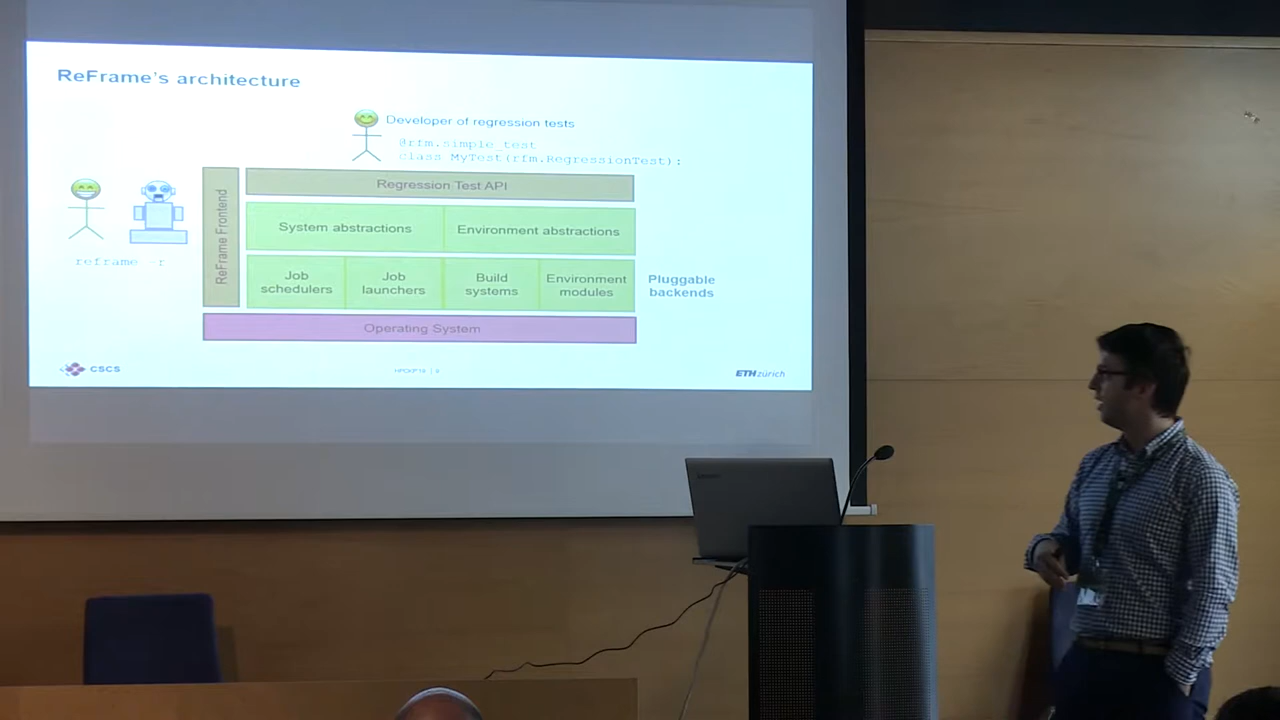 ReFrame's architecture
Developer of regression tests
@rfm.simple_test
class MyTest(rfm.RegressionTest):
Regression Test API
ReFrame Frontend
System abstractions
Environment abstractions
reframe -r
Job
schedulers
Job
launchers
Build
systems
Environment
modules
Pluggable
backends
Operating System
CSCS
ETH zürich